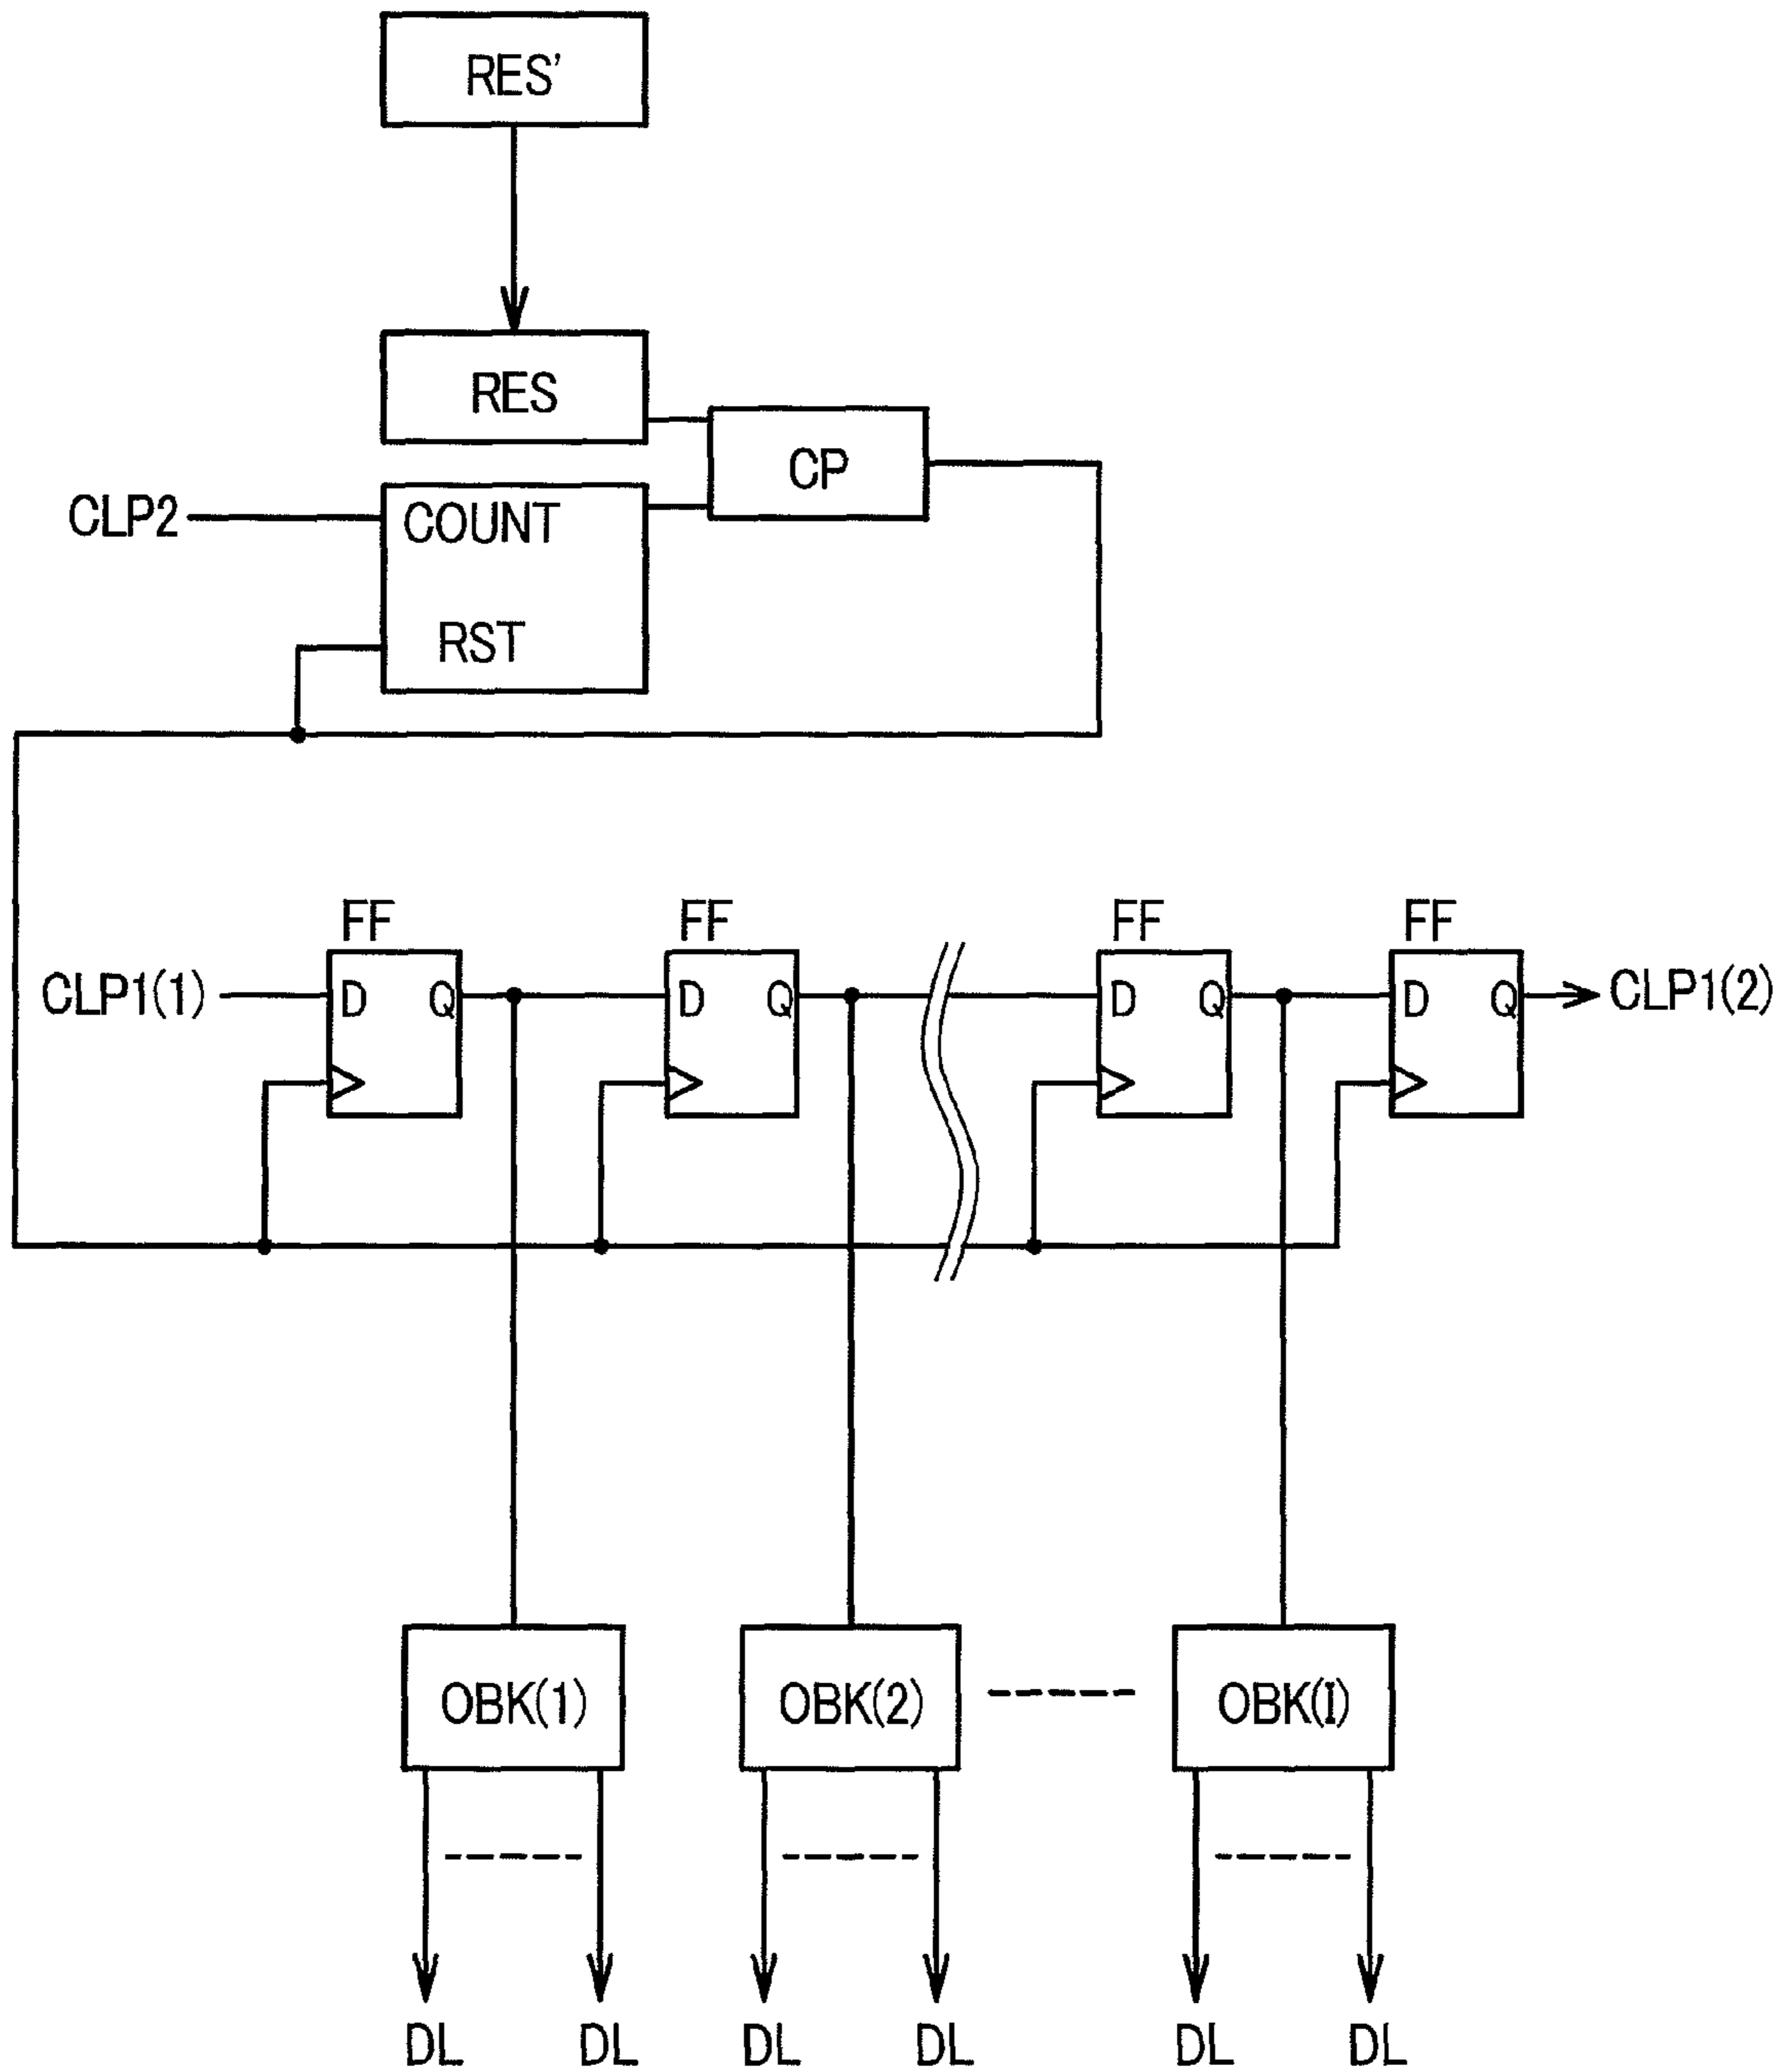 RES'
RES
CP
CLP2
COUNT
RST
FF
FF
FF
FF
CLP1(1)
D
Q
D
Q
D
Q
D
Q
CLP1(2)
OBK(1)
OBK(2)
OBK(I)
DL
DL
DL
DL
DL
DL